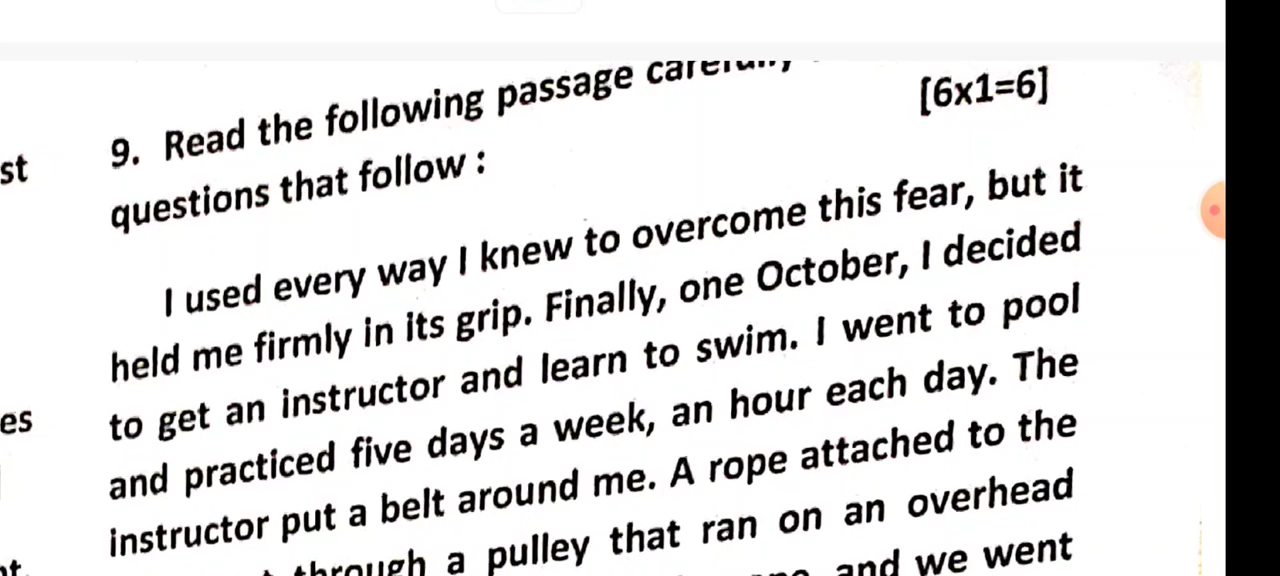 9. Read the following passage carefully
[6x1=6]
questions that follow :
I used every way I knew to overcome this fear, but it
held me firmly in its grip. Finally, one October, I decided
to get an instructor and learn to swim. I went to pool
and practiced five days a week, an hour each day. The
instructor put a belt around me. A rope attached to the
through a pulley that ran on an overhead
and we went
st
es